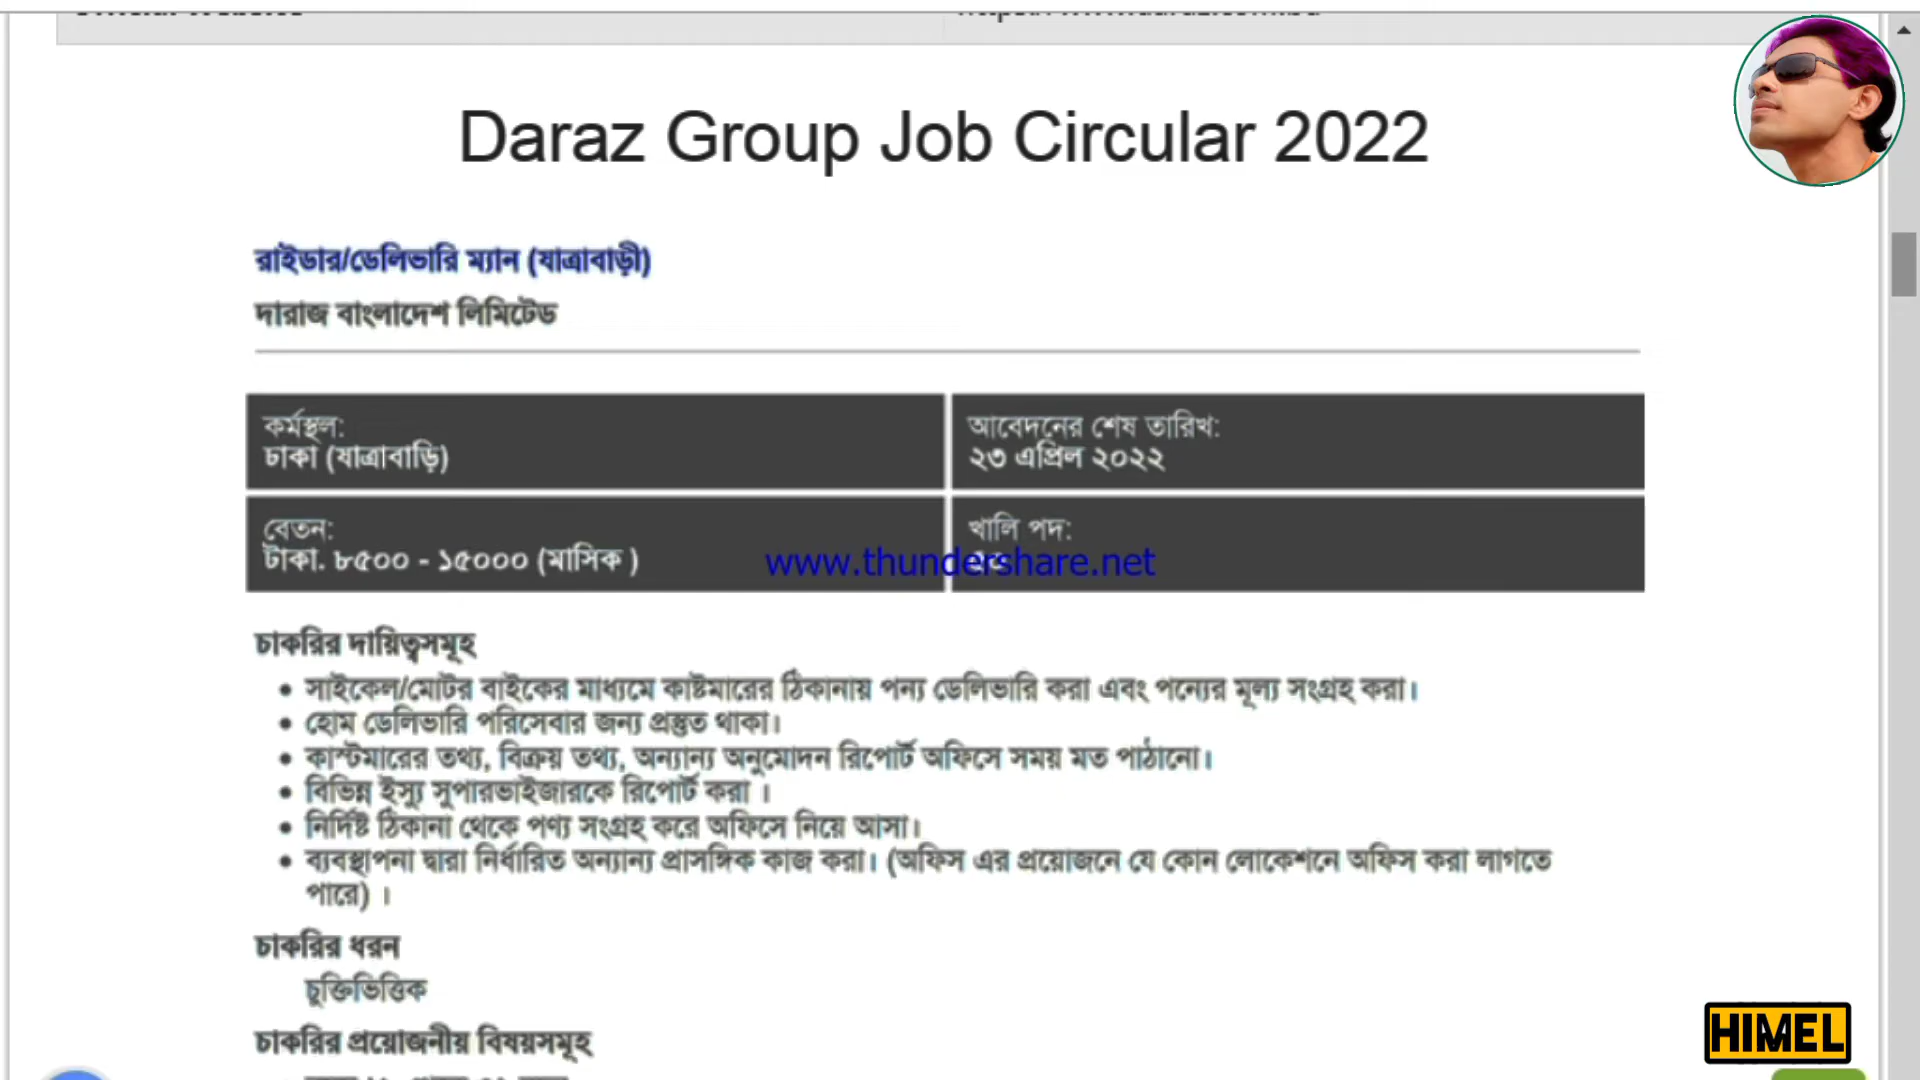 Daraz Group Job Circular 2022
রাইডার/ডেলিভারি ম্যান (যাত্রাবাড়ী)
দারাজ বাংলাদেশ লিমিটেড
কর্মস্থল:
ঢাকা (যাত্রাবাড়ি)
আবেদনের শেষ তারিখ:
২৩ এপ্রিল ২০২২
বেতন:
টাকা. ৮৫০০ - ১৫০০০ (মাসিক )
খালি পদ:
www.thundershare.net
চাকরির দায়িত্বসমূহ
• সাইকেল/মোটর বাইকের মাধ্যমে কাষ্টমারের ঠিকানায় পন্য ডেলিভারি করা এবং পন্যের মূল্য সংগ্রহ করা।
• হোম ডেলিভারি পরিসেবার জন্য প্রস্তুত থাকা।
• কাস্টমারের তথ্য, বিক্রয় তথ্য, অন্যান্য অনুমোদন রিপোর্ট অফিসে সময় মত পাঠানো।
• বিভিন্ন ইস্যু সুপারভাইজারকে রিপোর্ট করা ।
• নির্দিষ্ট ঠিকানা থেকে পণ্য সংগ্রহ করে অফিসে নিয়ে আসা।
• ব্যবস্থাপনা দ্বারা নির্ধারিত অন্যান্য প্রাসঙ্গিক কাজ করা। (অফিস এর প্রয়োজনে যে কোন লোকেশনে অফিস করা লাগতে
পারে) ।
চাকরির ধরন
চুক্তিভিত্তিক
চাকরির প্রয়োজনীয় বিষয়সমূহ
HIMEL